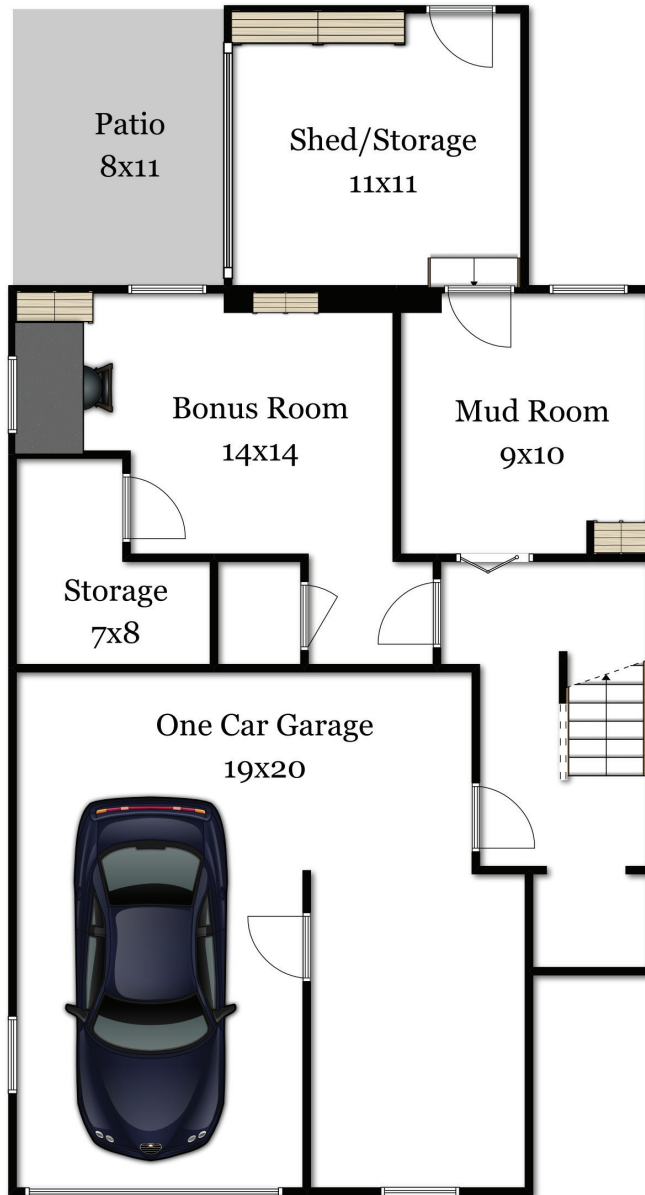 Patio
8x11
Shed/Storage
11x11
Bonus Room
14x14
Mud Room
9x10
Storage
7x8
One Car Garage
19x20